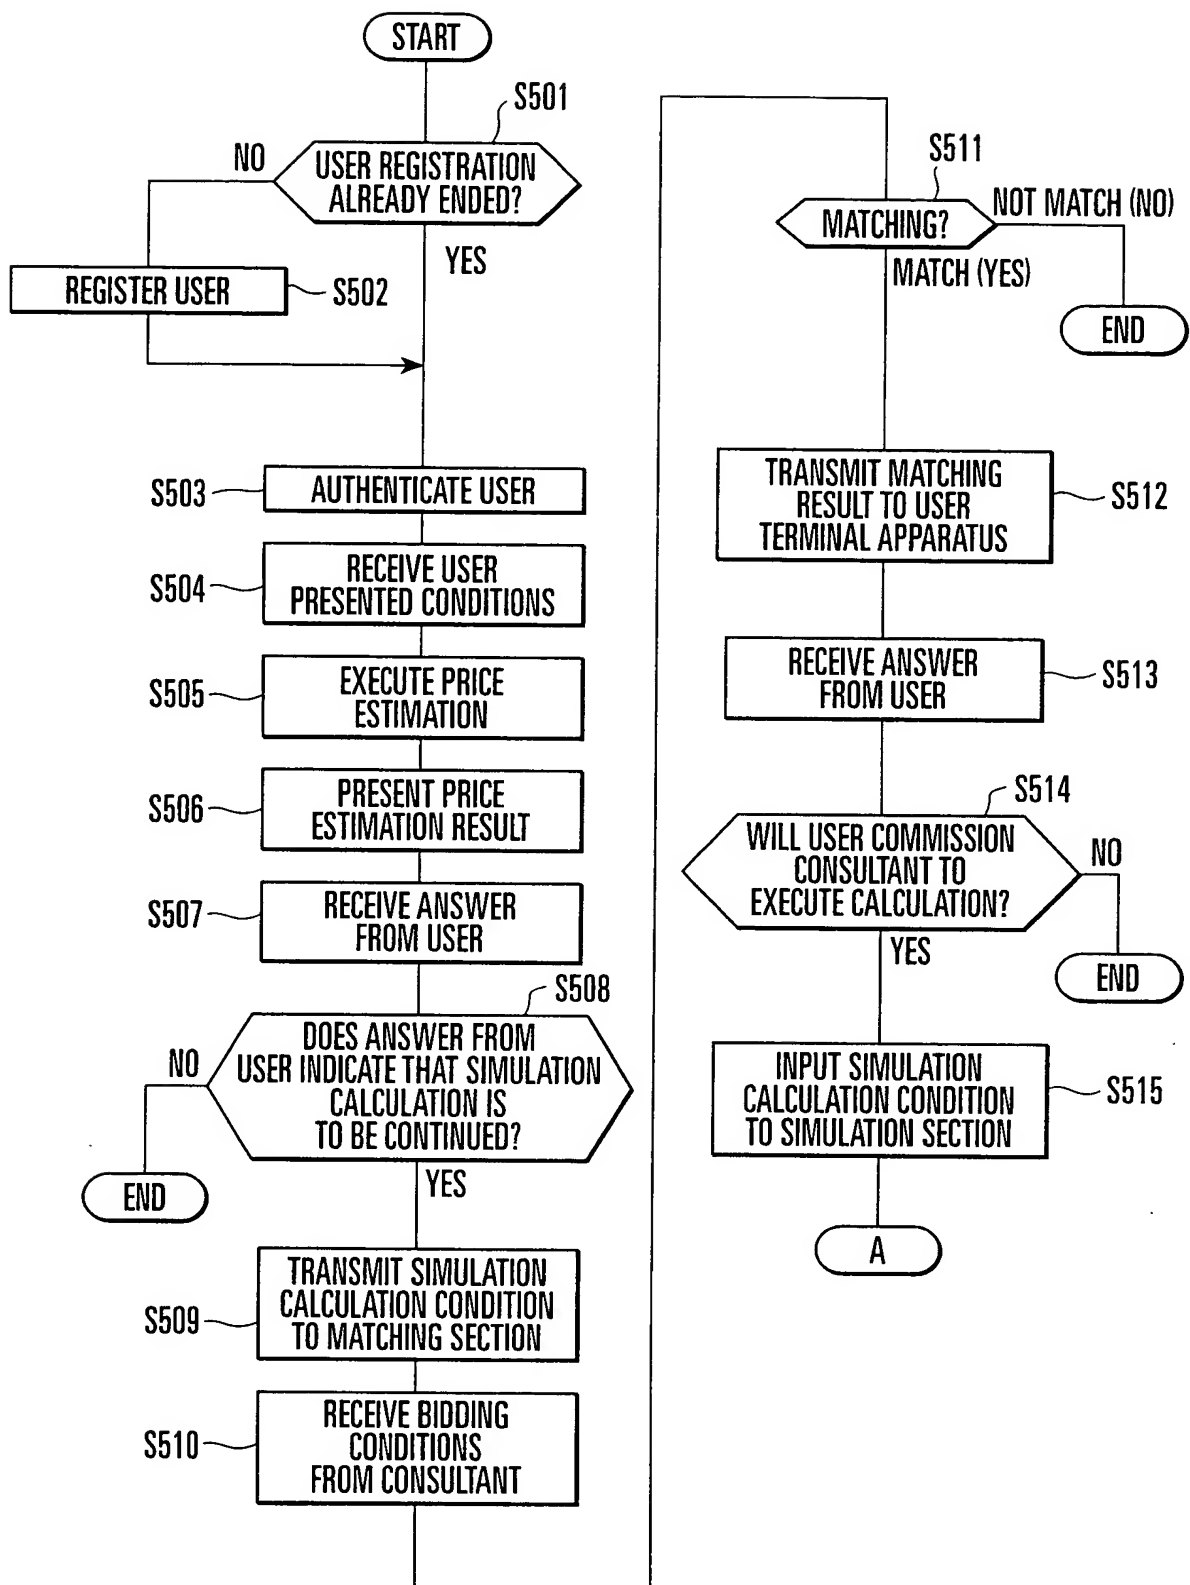 START
S501
USER REGISTRATION
ALREADY ENDED?
NO
YES
REGISTER USER
S502
S503
AUTHENTICATE USER
S504
RECEIVE USER
PRESENTED CONDITIONS
S505
EXECUTE PRICE
ESTIMATION
S506
PRESENT PRICE
ESTIMATION RESULT
S507
RECEIVE ANSWER
FROM USER
S508
DOES ANSWER FROM
USER INDICATE THAT SIMULATION
CALCULATION IS
TO BE CONTINUED?
NO
END
YES
S509
TRANSMIT SIMULATION
CALCULATION CONDITION
TO MATCHING SECTION
S510
RECEIVE BIDDING
CONDITIONS
FROM CONSULTANT
S511
MATCHING?
NOT MATCH (NO)
END
MATCH (YES)
TRANSMIT MATCHING
RESULT TO USER
TERMINAL APPARATUS
S512
RECEIVE ANSWER
FROM USER
S513
S514
WILL USER COMMISSION
CONSULTANT TO
EXECUTE CALCULATION?
NO
END
YES
INPUT SIMULATION
CALCULATION CONDITION
TO SIMULATION SECTION
S515
A